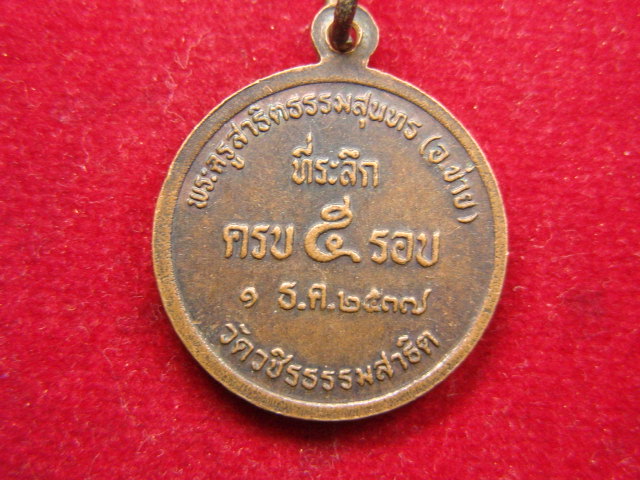 พระครูสาธิตธรรมสุนทร (อ.ช่วย)
ที่ระลึก
ครบ ๕ รอบ
๑ ธ.ค.๒๕๓๗
วัดวชิรธรรมสาธิต